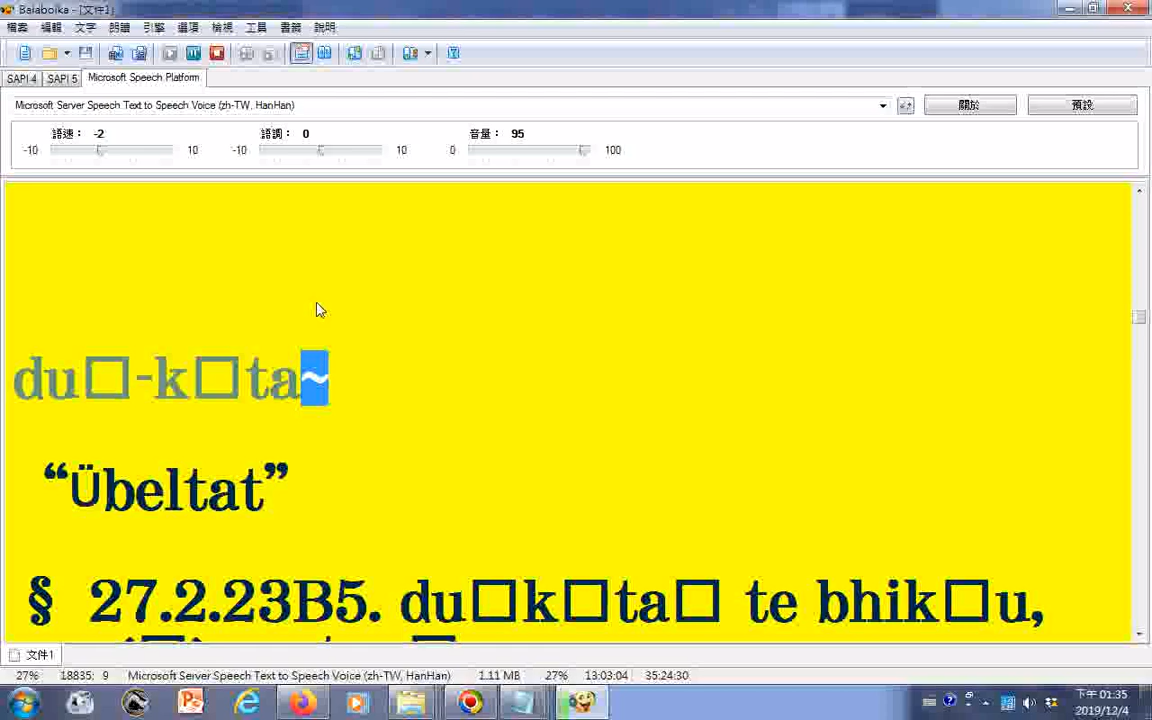 Balabolka - [文件1]
檔案 編輯 文字 朗讀 引擎 選項 檢視 工具 書籤 說明
SAPI 4 SAPI 5 Microsoft Speech Platform
Microsoft Server Speech Text to Speech Voice (zh-TW, HanHan) 關於 預設
語速： -2 語調： 0 音量： 95
-10 10 -10 10 0 100
du□-k□ta~
“Übeltat”
§ 27.2.23B5. du□k□ta□ te bhik□u,
文件1
27% 18835: 9 Microsoft Server Speech Text to Speech Voice (zh-TW, HanHan) 1.11 MB 27% 13:03:04 35:24:30
下午 01:35
2019/12/4